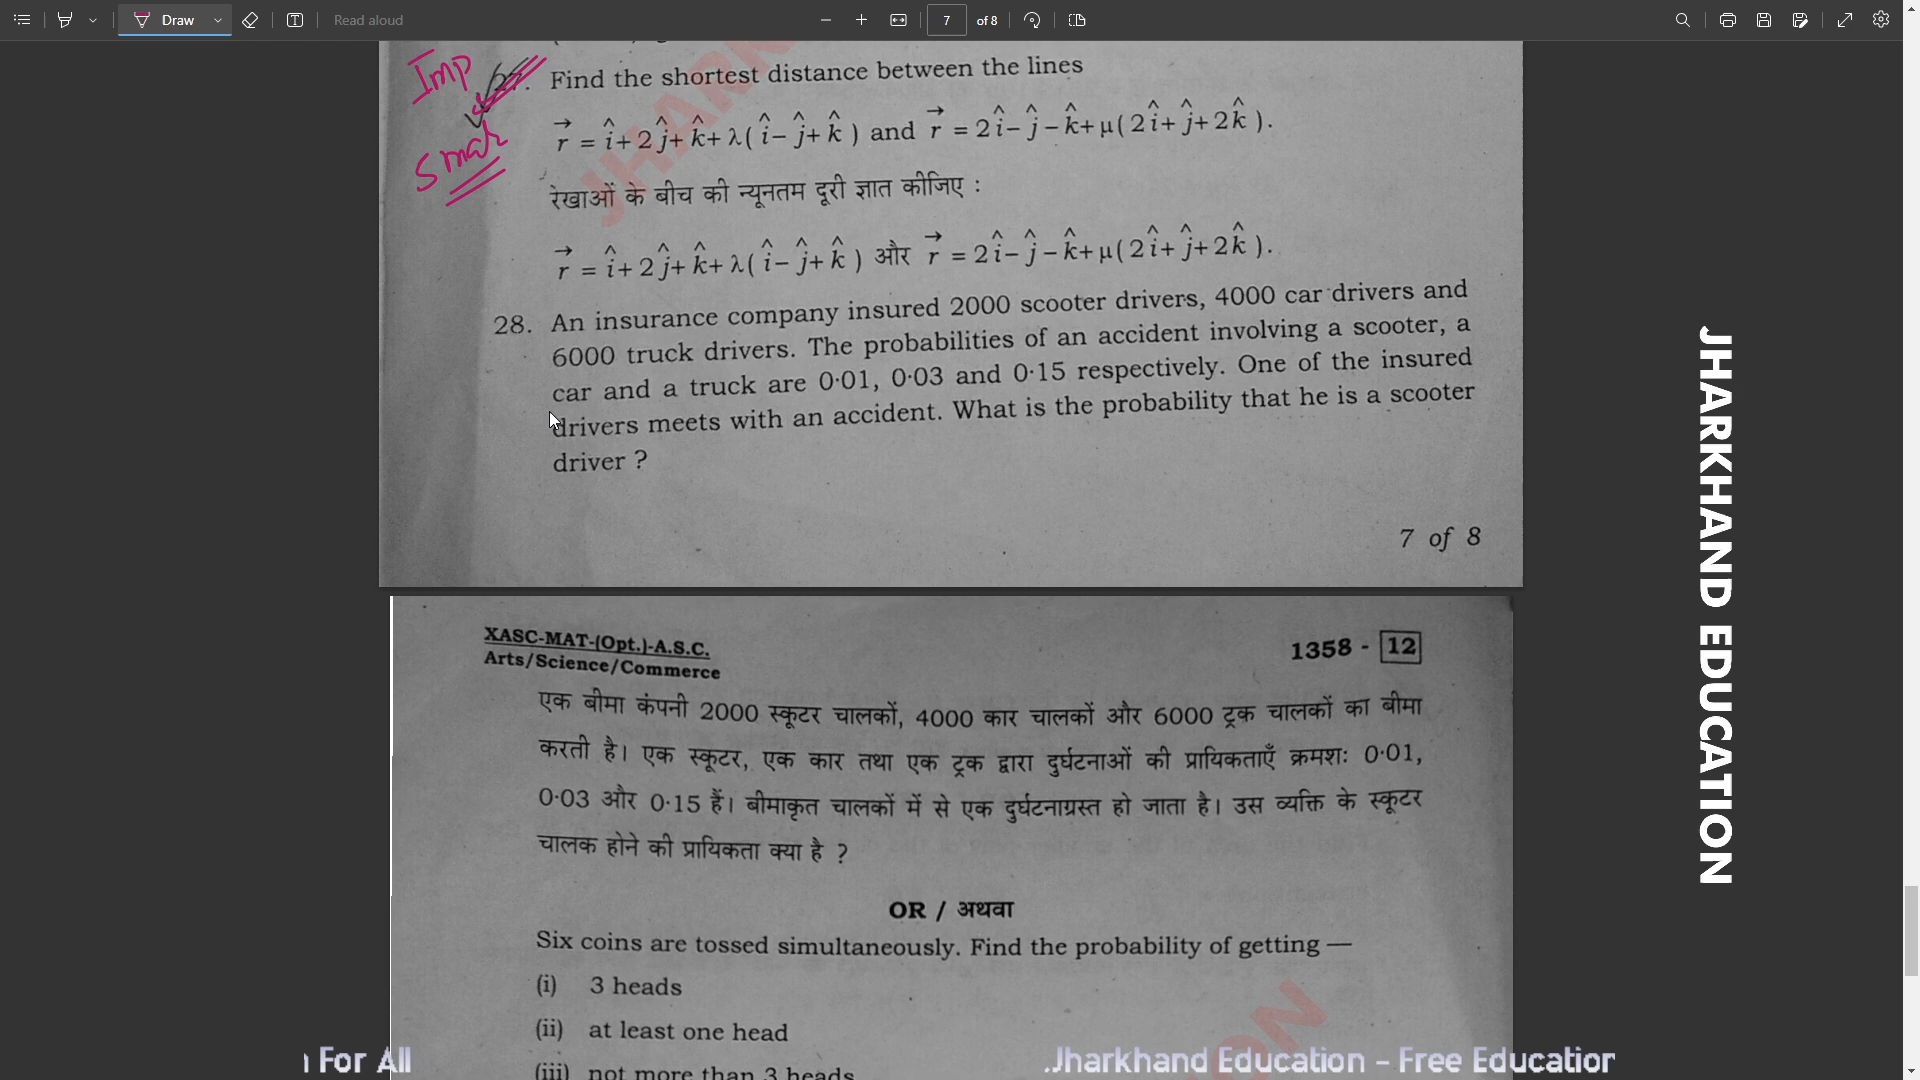 Draw
Read aloud
7 of 8
Imp
27. Find the shortest distance between the lines
r⃗ = î + 2ĵ + k̂ + λ( î − ĵ + k̂ ) and r⃗ = 2î − ĵ − k̂ + μ( 2î + ĵ + 2k̂ ).
रेखाओं के बीच की न्यूनतम दूरी ज्ञात कीजिए :
r⃗ = î + 2ĵ + k̂ + λ( î − ĵ + k̂ ) और r⃗ = 2î − ĵ − k̂ + μ( 2î + ĵ + 2k̂ ).
28. An insurance company insured 2000 scooter drivers, 4000 car drivers and
6000 truck drivers. The probabilities of an accident involving a scooter, a
car and a truck are 0·01, 0·03 and 0·15 respectively. One of the insured
drivers meets with an accident. What is the probability that he is a scooter
driver ?
7 of 8
XASC-MAT-(Opt.)-A.S.C.
Arts/Science/Commerce
1358 - 12
एक बीमा कंपनी 2000 स्कूटर चालकों, 4000 कार चालकों और 6000 ट्रक चालकों का बीमा
करती है। एक स्कूटर, एक कार तथा एक ट्रक द्वारा दुर्घटनाओं की प्रायिकताएँ क्रमशः 0·01,
0·03 और 0·15 हैं। बीमाकृत चालकों में से एक दुर्घटनाग्रस्त हो जाता है। उस व्यक्ति के स्कूटर
चालक होने की प्रायिकता क्या है ?
OR / अथवा
Six coins are tossed simultaneously. Find the probability of getting —
(i) 3 heads
(ii) at least one head
(iii) not more than 3 heads
JHARKHAND EDUCATION
For All
Jharkhand Education - Free Education